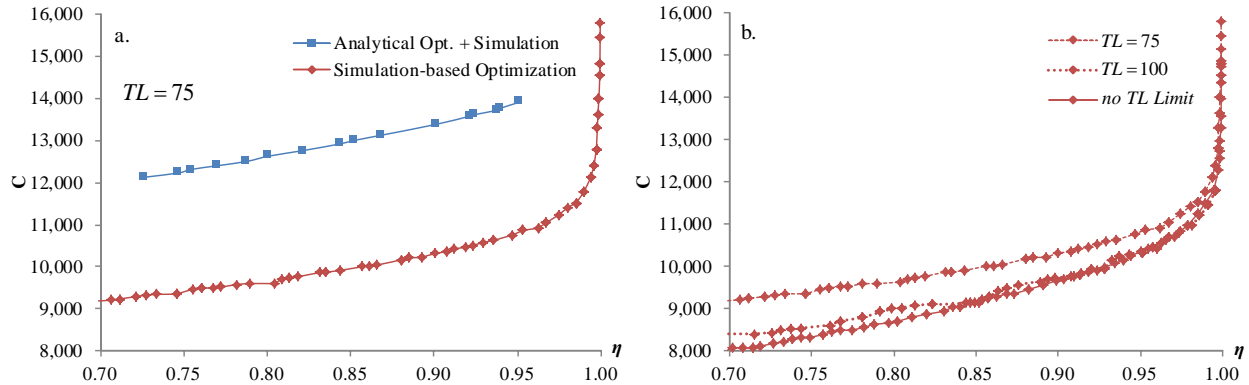 16,000
15,000
14,000
13,000
12,000
11,000
10,000
9,000
8,000
C
a.
Analytical Opt. + Simulation
Simulation-based Optimization
TL = 75
0.70 0.75 0.80 0.85 0.90 0.95 1.00
η
16,000
15,000
14,000
13,000
12,000
11,000
10,000
9,000
8,000
C
b.
TL = 75
TL = 100
no TL Limit
0.70 0.75 0.80 0.85 0.90 0.95 1.00
η